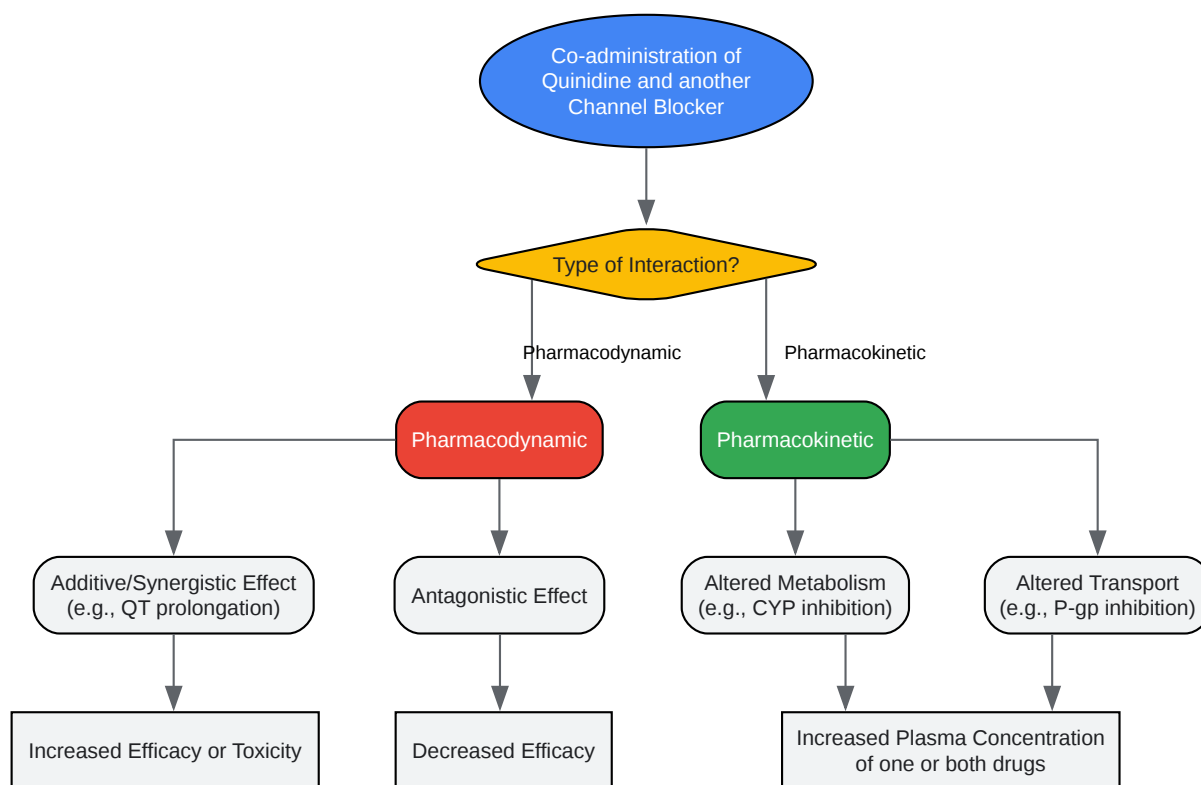 Co-administration of
Quinidine and another
Channel Blocker
Type of Interaction?
Pharmacodynamic
Pharmacokinetic
Pharmacodynamic
Pharmacokinetic
Additive/Synergistic Effect
(e.g., QT prolongation)
Antagonistic Effect
Altered Metabolism
(e.g., CYP inhibition)
Altered Transport
(e.g., P-gp inhibition)
Increased Efficacy or Toxicity
Decreased Efficacy
Increased Plasma Concentration
of one or both drugs